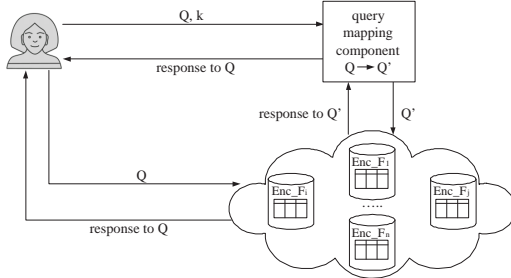 Q, k
query
mapping
component
Q → Q'
response to Q
response to Q'
Q'
Q
response to Q
Enc_F1
Enc_Fi
.....
Enc_Fj
Enc_Fn